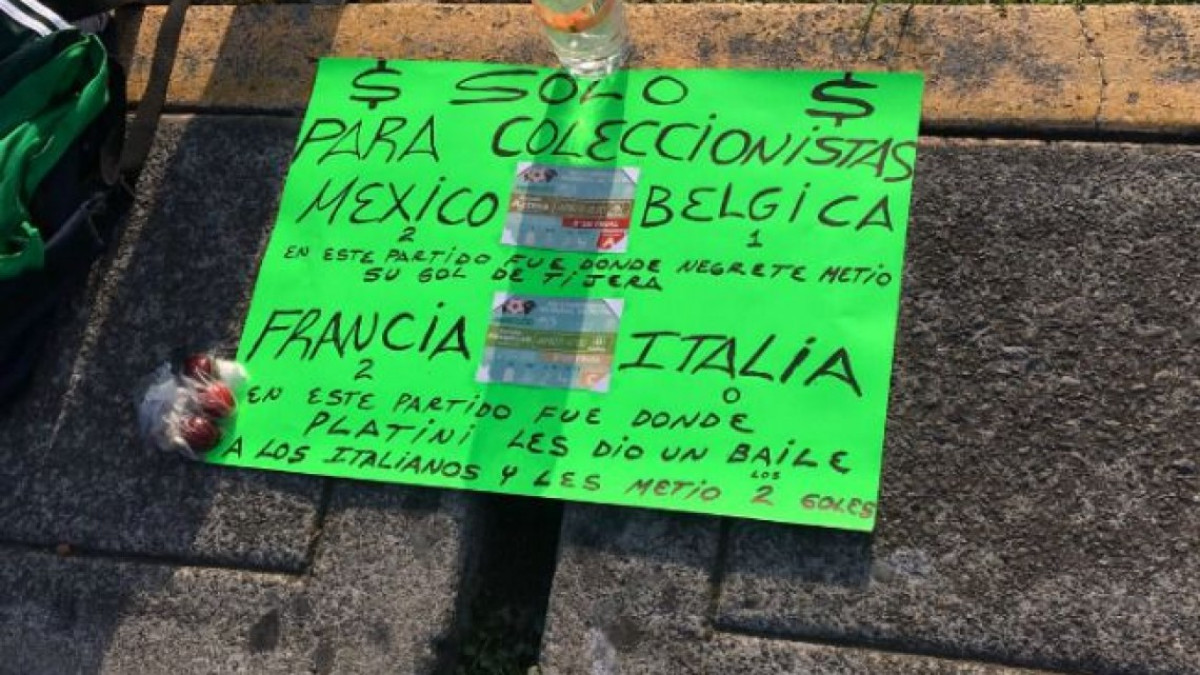 $ SOLO $
PARA COLECCIONISTAS
MEXICO BELGICA
2 1
EN ESTE PARTIDO FUE DONDE NEGRETE METIO
SU GOL DE TIJERA
FRANCIA ITALIA
2 0
EN ESTE PARTIDO FUE DONDE
PLATINI LES DIO UN BAILE
A LOS ITALIANOS Y LES METIO LOS 2 GOLES